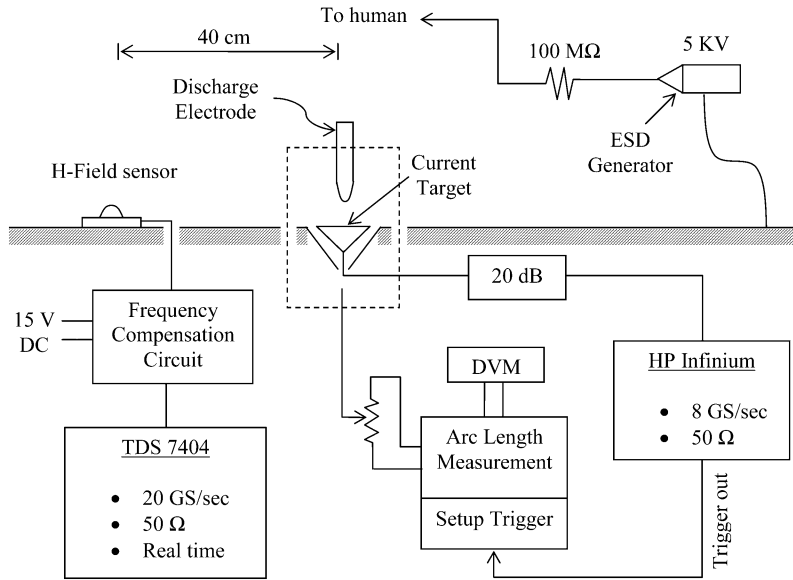 To human
40 cm
100 MΩ
5 KV
Discharge
Electrode
ESD
Generator
Current
Target
H-Field sensor
20 dB
15 V
DC
Frequency
Compensation
Circuit
DVM
HP Infinium
• 8 GS/sec
• 50 Ω
Arc Length
Measurement
Setup Trigger
TDS 7404
• 20 GS/sec
• 50 Ω
• Real time
Trigger out